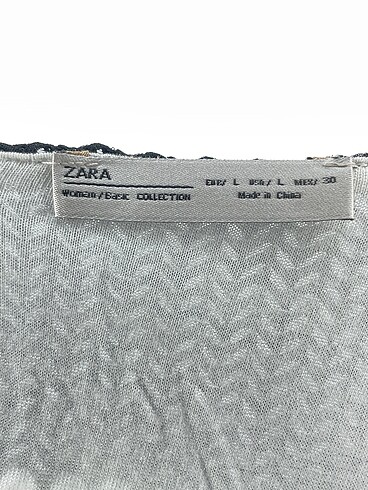 ZARA
woman/Basic COLLECTION
EUR/ L USA/ L MEX/ 30
Made in China